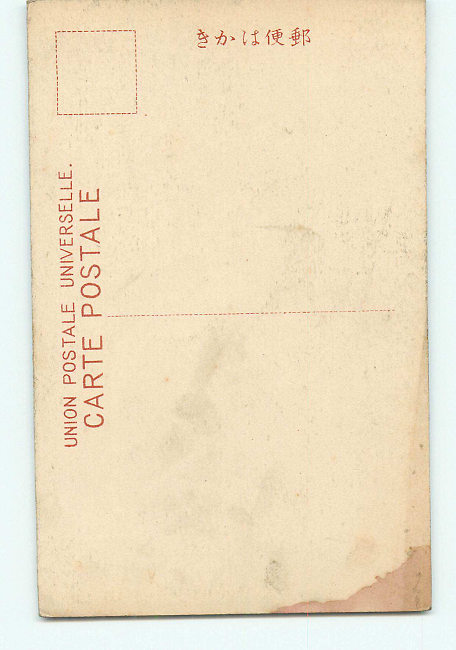 郵便はかき
UNION POSTALE UNIVERSELLE.
CARTE POSTALE